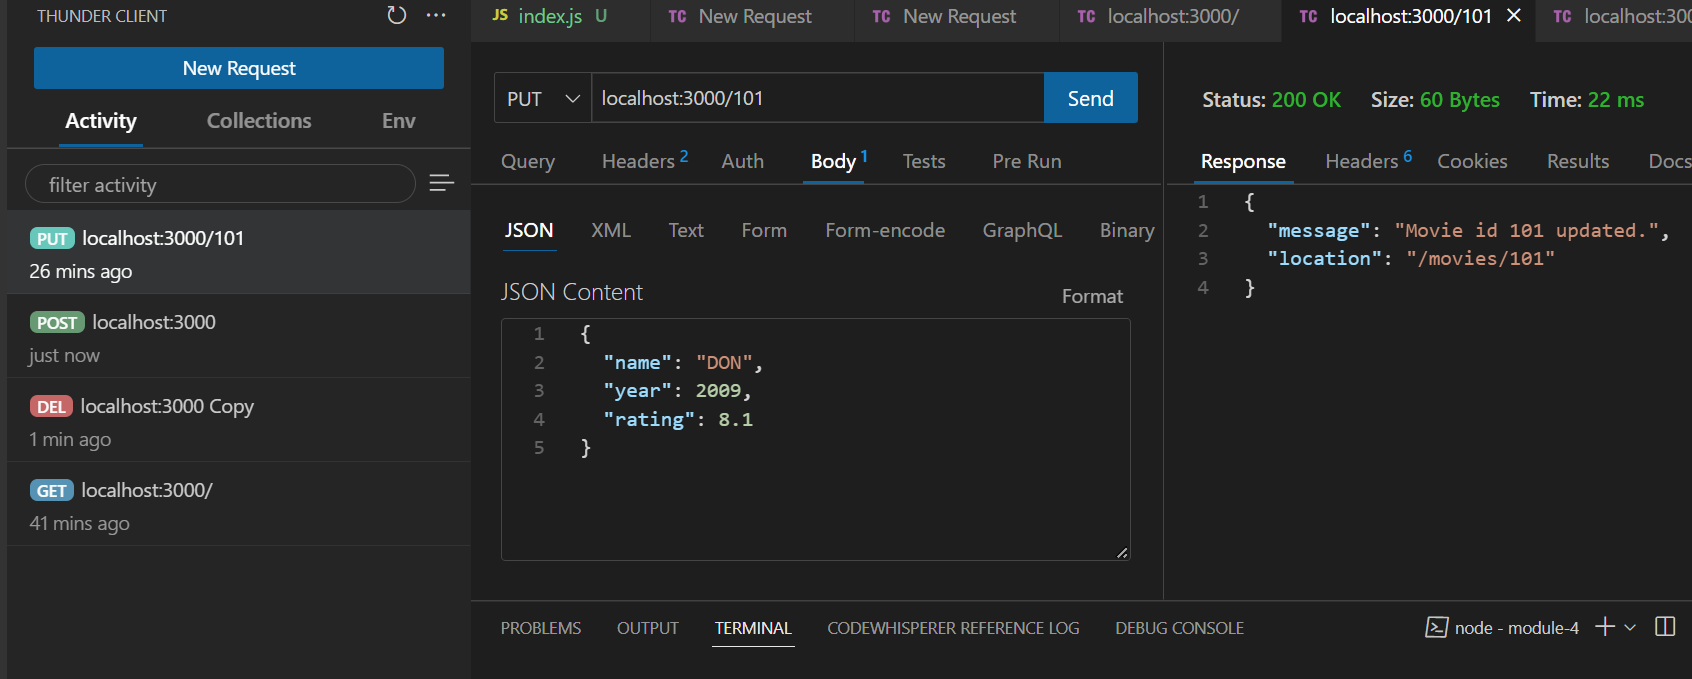 THUNDER CLIENT
New Request
Activity Collections Env
filter activity
PUT localhost:3000/101
26 mins ago
POST localhost:3000
just now
DEL localhost:3000 Copy
1 min ago
GET localhost:3000/
41 mins ago
JS index.js U TC New Request TC New Request TC localhost:3000/ TC localhost:3000/101 TC localhost:300
PUT localhost:3000/101 Send
Query Headers 2 Auth Body 1 Tests Pre Run
JSON XML Text Form Form-encode GraphQL Binary
JSON Content Format
1 {
2 "name": "DON",
3 "year": 2009,
4 "rating": 8.1
5 }
Status: 200 OK Size: 60 Bytes Time: 22 ms
Response Headers 6 Cookies Results Docs
1 {
2 "message": "Movie id 101 updated.",
3 "location": "/movies/101"
4 }
PROBLEMS OUTPUT TERMINAL CODEWHISPERER REFERENCE LOG DEBUG CONSOLE node - module-4